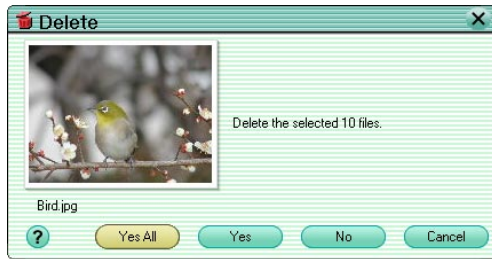 Delete
Delete the selected 10 files.
Bird.jpg
? Yes All Yes No Cancel